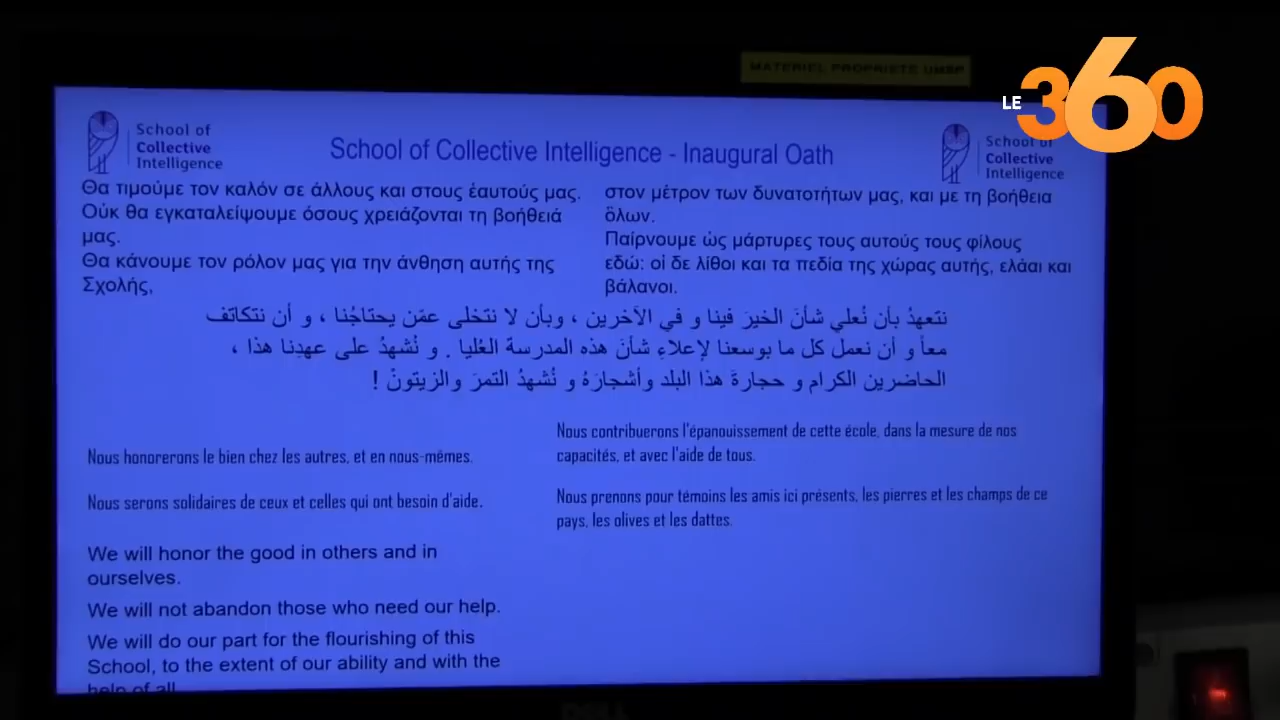 MATERIEL PROPRIETE UM6P
LE 360
School of
Collective
Intelligence
School of Collective Intelligence - Inaugural Oath
School of
Collective
Intelligence
Θα τιμούμε τον καλόν σε άλλους και στους ἑαυτούς μας.
Οὐκ θα εγκαταλείψουμε όσους χρειάζονται τη βοήθειά
μας.
Θα κάνουμε τον ρόλον μας για την άνθηση αυτής της
Σχολής,
στον μέτρον των δυνατοτήτων μας, και με τη βοήθεια
ὅλων.
Παίρνουμε ὡς μάρτυρες τους αυτούς τους φίλους
εδώ: οἱ δε λίθοι και τα πεδία της χώρας αυτής, ελάαι και
βάλανοι.
نتعهدُ بأن نُعلي شأنَ الخيرَ فينا و في الآخرين ، وبأن لا نتخلى عمّن يحتاجُنا ، و أن نتكاتف
معاً و أن نعمل كل ما بوسعنا لإعلاءِ شأنَ هذه المدرسة العُليا . و نُشهدُ على عهدِنا هذا ،
الحاضرين الكرام و حجارةَ هذا البلد وأشجارَهُ و نُشهدُ التمرَ والزيتونْ !
Nous honorerons le bien chez les autres, et en nous-mêmes.
Nous serons solidaires de ceux et celles qui ont besoin d'aide.
Nous contribuerons l'épanouissement de cette école, dans la mesure de nos
capacités, et avec l'aide de tous.
Nous prenons pour témoins les amis ici présents, les pierres et les champs de ce
pays, les olives et les dattes.
We will honor the good in others and in
ourselves.
We will not abandon those who need our help.
We will do our part for the flourishing of this
School, to the extent of our ability and with the
help of all
DELL